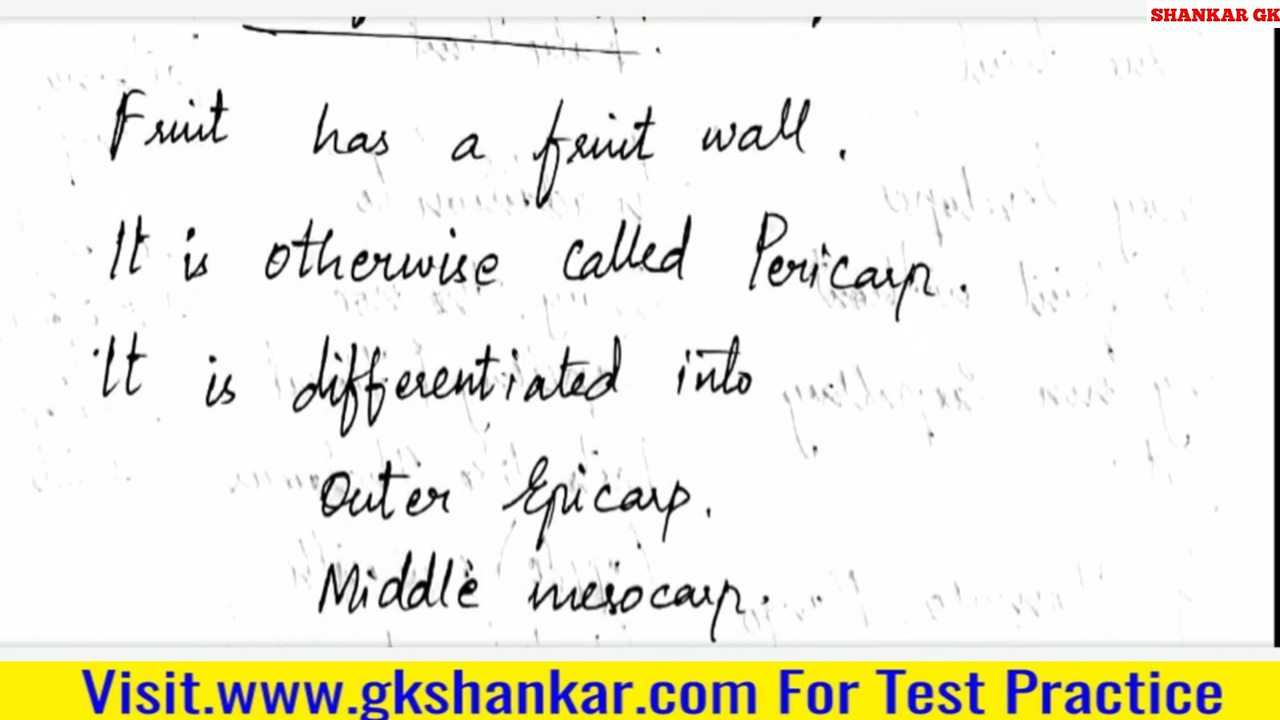 SHANKAR GK
Fruit has a fruit wall.
It is otherwise called Pericarp.
It is differentiated into
Outer Epicarp.
Middle mesocarp.
Visit.www.gkshankar.com For Test Practice